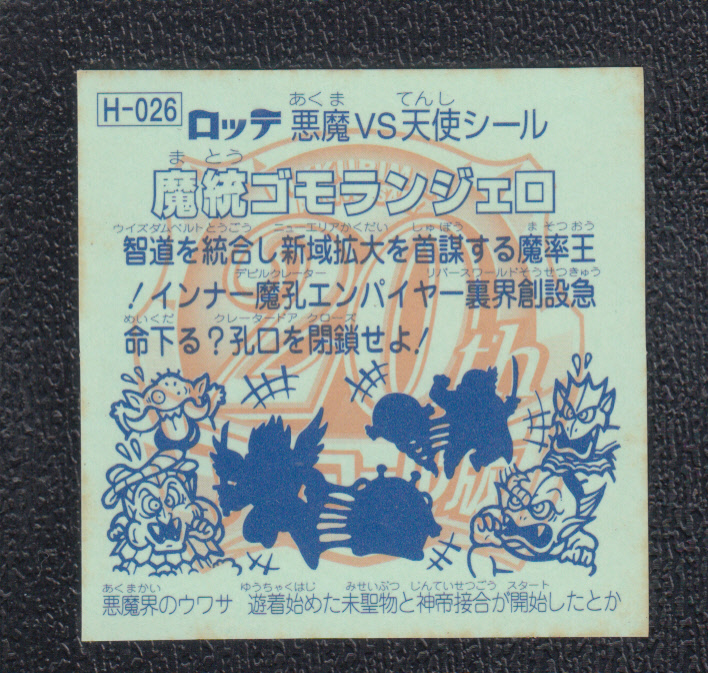 H-026
あくま てんし
ロッテ 悪魔VS天使シール
まとう
魔統ゴモランジェロ
ウイズダムベルトとうごう ニューエリアかくだい しゅぼう まそつおう
智道を統合し新域拡大を首謀する魔率王
デビルクレーター リバースワールドそうせつきゅう
!インナー魔孔エンパイヤー裏界創設急
めいくだ クレータードア クローズ
命下る?孔口を閉鎖せよ!
20th
あくまかい ゆうちゃくはじ みせいぶつ じんていせつごう スタート
悪魔界のウワサ 遊着始めた未聖物と神帝接合が開始したとか